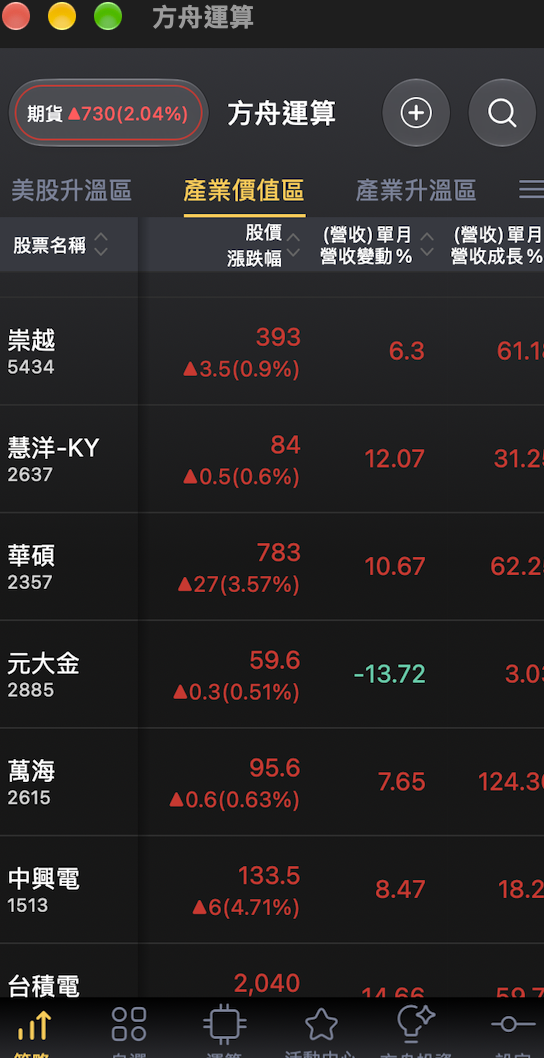 方舟運算
期貨 ▲730(2.04%)
方舟運算
美股升溫區 產業價值區 產業升溫區
股票名稱 股價 漲跌幅 (營收)單月 營收變動% (營收)單月 營收成長%
崇越 393 6.3
5434 ▲3.5(0.9%)
慧洋-KY 84 12.07
2637 ▲0.5(0.6%)
華碩 783 10.67
2357 ▲27(3.57%)
元大金 59.6 -13.72
2885 ▲0.3(0.51%)
萬海 95.6 7.65
2615 ▲0.6(0.63%)
中興電 133.5 8.47
1513 ▲6(4.71%)
台積電 2,040 14.66